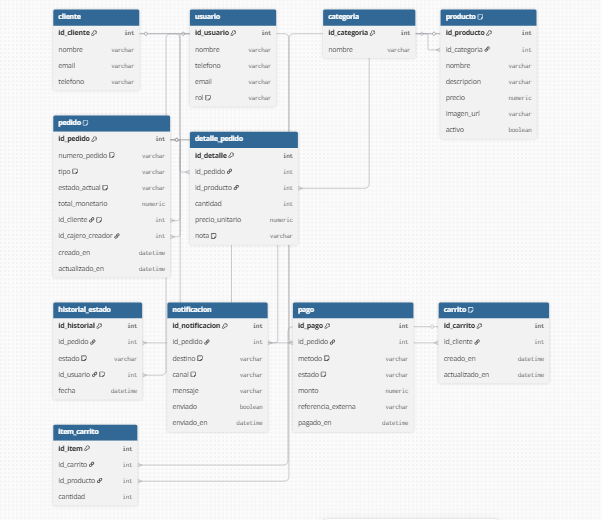 cliente
id_cliente int
nombre varchar
email varchar
telefono varchar
usuario
id_usuario int
nombre varchar
telefono varchar
email varchar
rol varchar
categoria
id_categoria int
nombre varchar
producto
id_producto int
id_categoria int
nombre varchar
descripcion varchar
precio numeric
imagen_url varchar
activo boolean
pedido
id_pedido int
numero_pedido varchar
tipo varchar
estado_actual varchar
total_monetario numeric
id_cliente int
id_cajero_creador int
creado_en datetime
actualizado_en datetime
detalle_pedido
id_detalle int
id_pedido int
id_producto int
cantidad int
precio_unitario numeric
nota varchar
historial_estado
id_historial int
id_pedido int
estado varchar
id_usuario int
fecha datetime
notificacion
id_notificacion int
id_pedido int
destino varchar
canal varchar
mensaje varchar
enviado boolean
enviado_en datetime
pago
id_pago int
id_pedido int
metodo varchar
estado varchar
monto numeric
referencia_externa varchar
pagado_en datetime
carrito
id_carrito int
id_cliente int
creado_en datetime
actualizado_en datetime
item_carrito
id_item int
id_carrito int
id_producto int
cantidad int